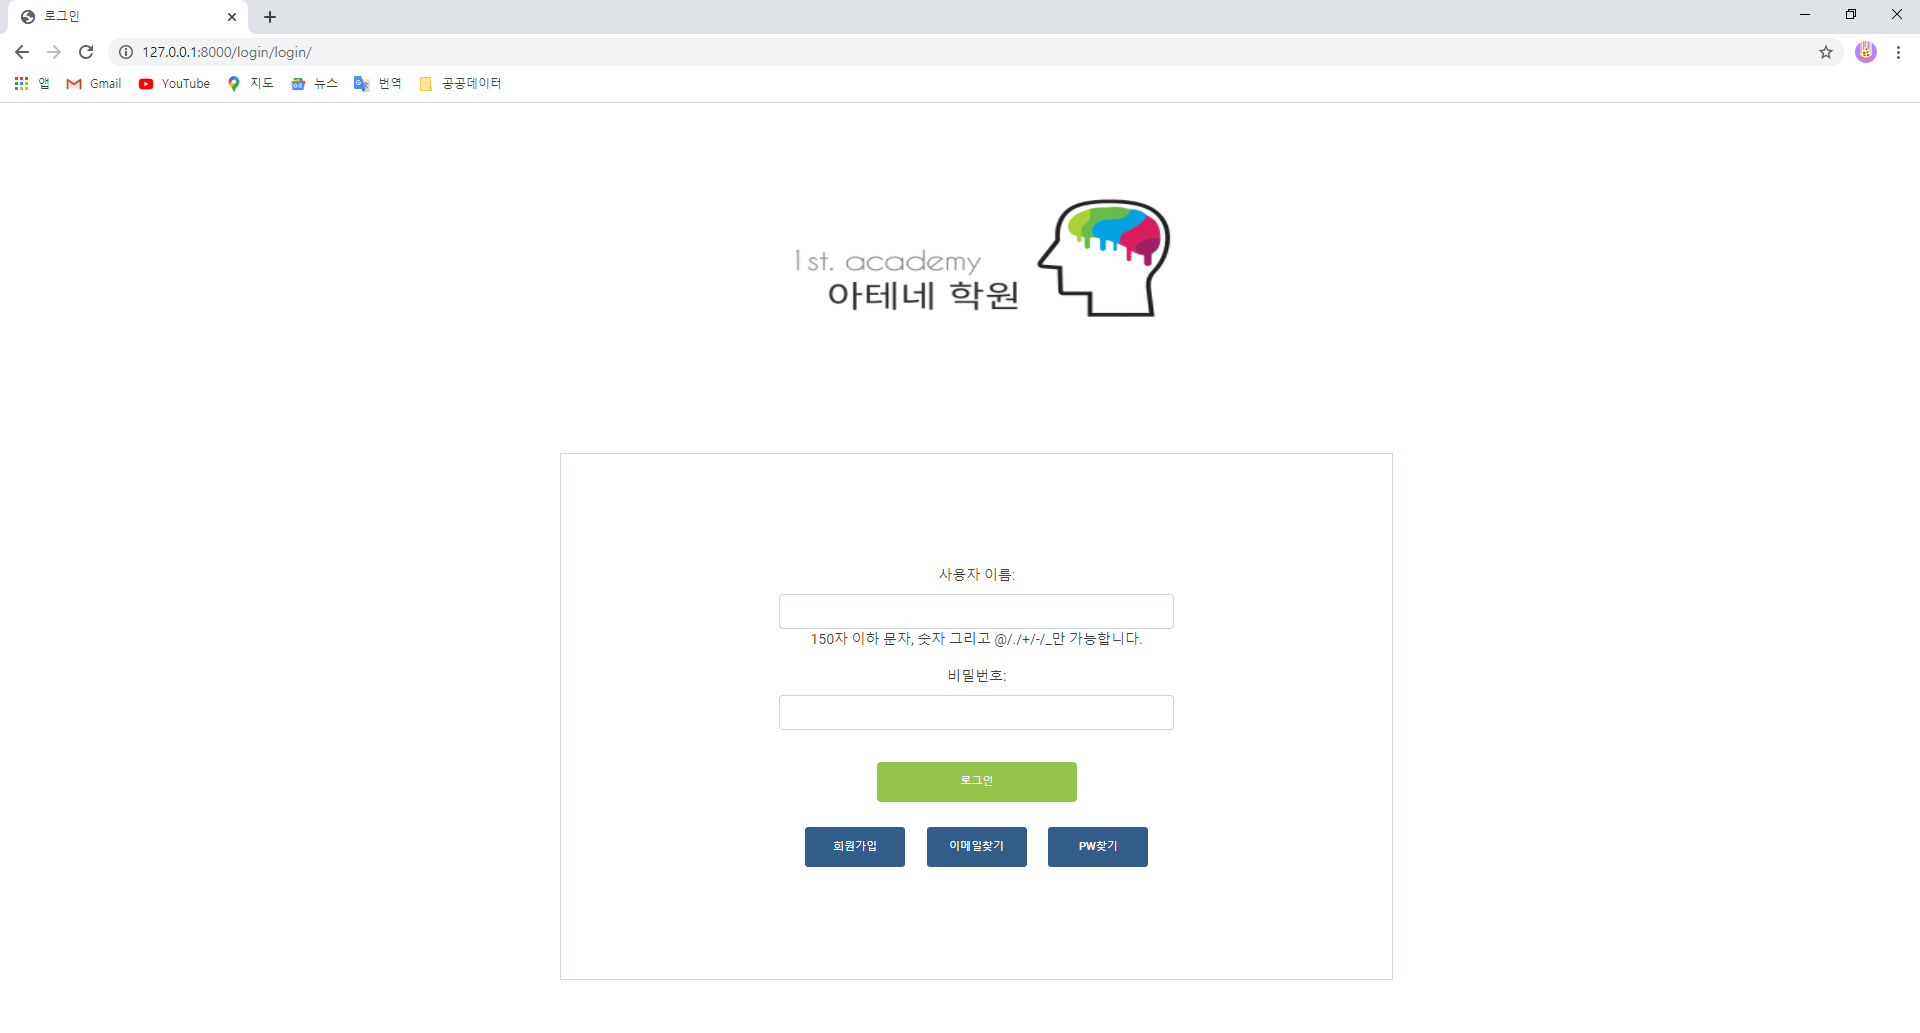 로그인
127.0.0.1:8000/login/login/
앱 Gmail YouTube 지도 뉴스 번역 공공데이터
1st. academy
아테네 학원
사용자 이름:
150자 이하 문자, 숫자 그리고 @/./+/-/_만 가능합니다.
비밀번호:
로그인
회원가입 이메일찾기 PW찾기